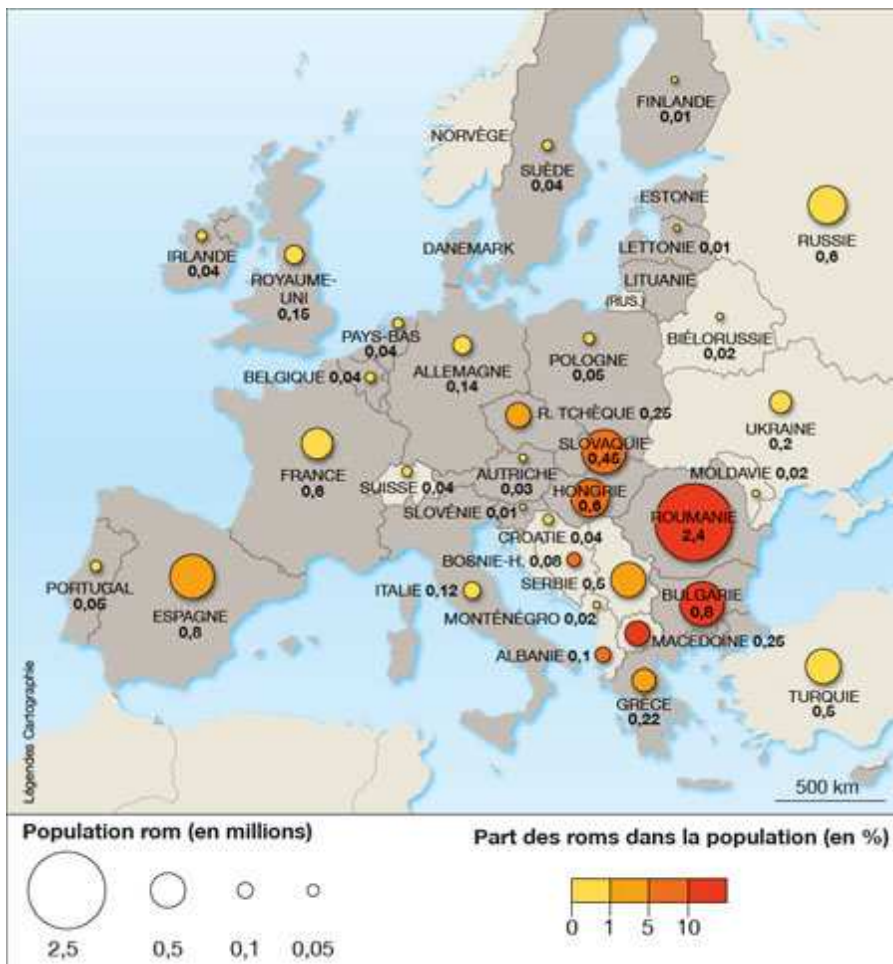 FINLANDE
0,01
NORVÈGE
SUÈDE
0,04
ESTONIE
RUSSIE
0,6
LETTONIE 0,01
DANEMARK
LITUANIE
(RUS.)
IRLANDE
0,04
ROYAUME-
UNI
0,15
PAYS-BAS
0,04
BIÉLORUSSIE
0,02
ALLEMAGNE
0,14
POLOGNE
0,05
BELGIQUE 0,04
R. TCHÈQUE 0,25
UKRAINE
0,2
SLOVAQUIE
0,45
FRANCE
0,6
SUISSE 0,04
AUTRICHE
0,03
MOLDAVIE 0,02
HONGRIE
0,6
SLOVÉNIE 0,01
ROUMANIE
2,4
CROATIE 0,04
BOSNIE-H. 0,08
PORTUGAL
0,05
ESPAGNE
0,8
ITALIE 0,12
SERBIE 0,5
BULGARIE
0,8
MONTÉNÉGRO 0,02
MACEDOINE 0,25
ALBANIE 0,1
GRÈCE
0,22
TURQUIE
0,5
Légendes Cartographie
500 km
Population rom (en millions)
2,5 0,5 0,1 0,05
Part des roms dans la population (en %)
0 1 5 10